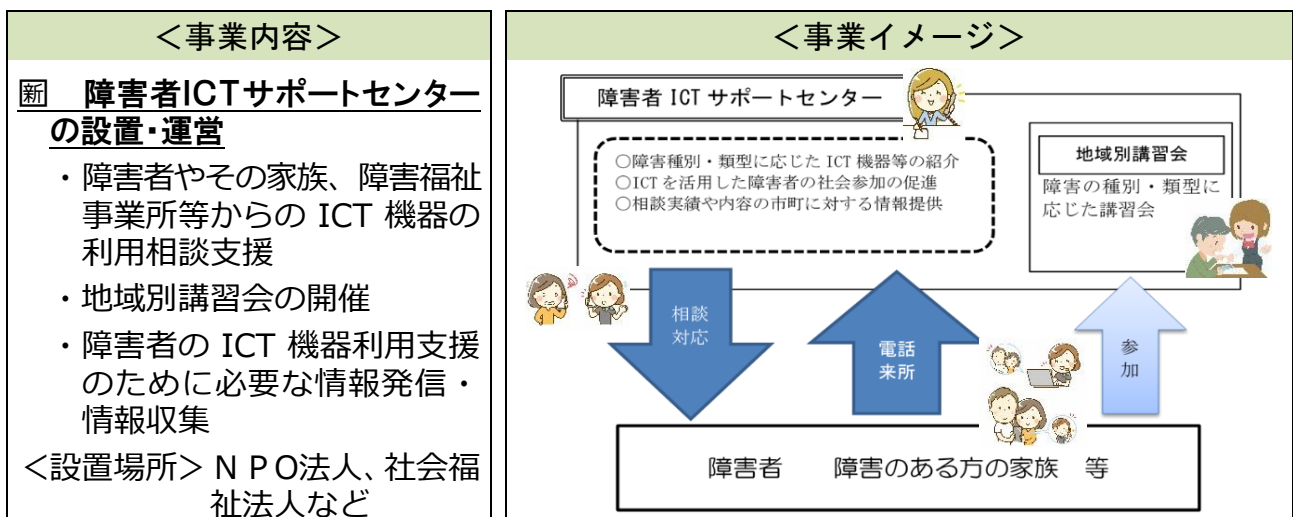 ＜事業内容＞
新 障害者ICTサポートセンター
の設置・運営
・障害者やその家族、障害福祉
事業所等からの ICT 機器の
利用相談支援
・地域別講習会の開催
・障害者の ICT 機器利用支援
のために必要な情報発信・
情報収集
＜設置場所＞ＮＰＯ法人、社会福
祉法人など
＜事業イメージ＞
障害者 ICT サポートセンター
○障害種別・類型に応じた ICT 機器等の紹介
○ICT を活用した障害者の社会参加の促進
○相談実績や内容の市町に対する情報提供
地域別講習会
障害の種別・類型に
応じた講習会
相談
対応
電話
来所
参
加
障害者 障害のある方の家族 等